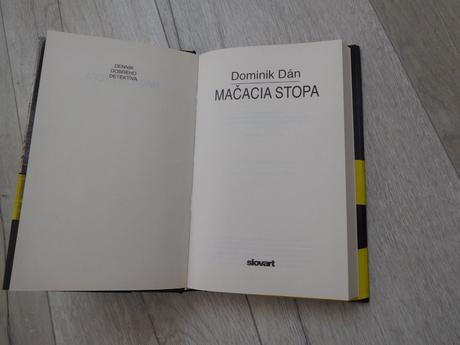 DENNÍK
DOBRÉHO
DETEKTÍVA
Dominik Dán
MAČACIA STOPA
slovart